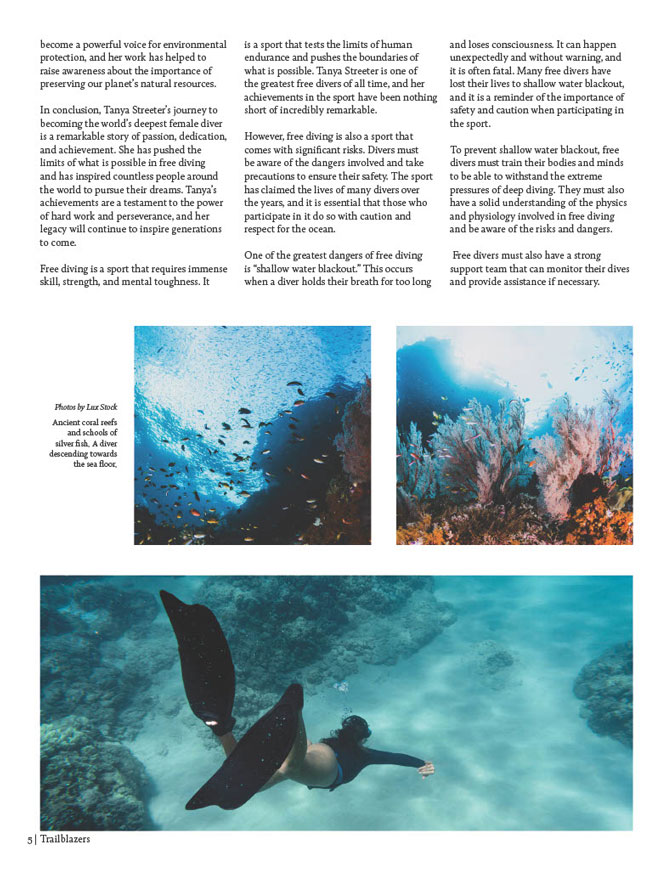 become a powerful voice for environmental
protection, and her work has helped to
raise awareness about the importance of
preserving our planet's natural resources.
In conclusion, Tanya Streeter's journey to
becoming the world's deepest female diver
is a remarkable story of passion, dedication,
and achievement. She has pushed the
limits of what is possible in free diving
and has inspired countless people around
the world to pursue their dreams. Tanya's
achievements are a testament to the power
of hard work and perseverance, and her
legacy will continue to inspire generations
to come.
Free diving is a sport that requires immense
skill, strength, and mental toughness. It
is a sport that tests the limits of human
endurance and pushes the boundaries of
what is possible. Tanya Streeter is one of
the greatest free divers of all time, and her
achievements in the sport have been nothing
short of incredibly remarkable.
However, free diving is also a sport that
comes with significant risks. Divers must
be aware of the dangers involved and take
precautions to ensure their safety. The sport
has claimed the lives of many divers over
the years, and it is essential that those who
participate in it do so with caution and
respect for the ocean.
One of the greatest dangers of free diving
is “shallow water blackout.” This occurs
when a diver holds their breath for too long
and loses consciousness. It can happen
unexpectedly and without warning, and
it is often fatal. Many free divers have
lost their lives to shallow water blackout,
and it is a reminder of the importance of
safety and caution when participating in
the sport.
To prevent shallow water blackout, free
divers must train their bodies and minds
to be able to withstand the extreme
pressures of deep diving. They must also
have a solid understanding of the physics
and physiology involved in free diving
and be aware of the risks and dangers.
Free divers must also have a strong
support team that can monitor their dives
and provide assistance if necessary.
Photos by Lux Stock
Ancient coral reefs
and schools of
silver fish. A diver
descending towards
the sea floor.
5 | Trailblazers